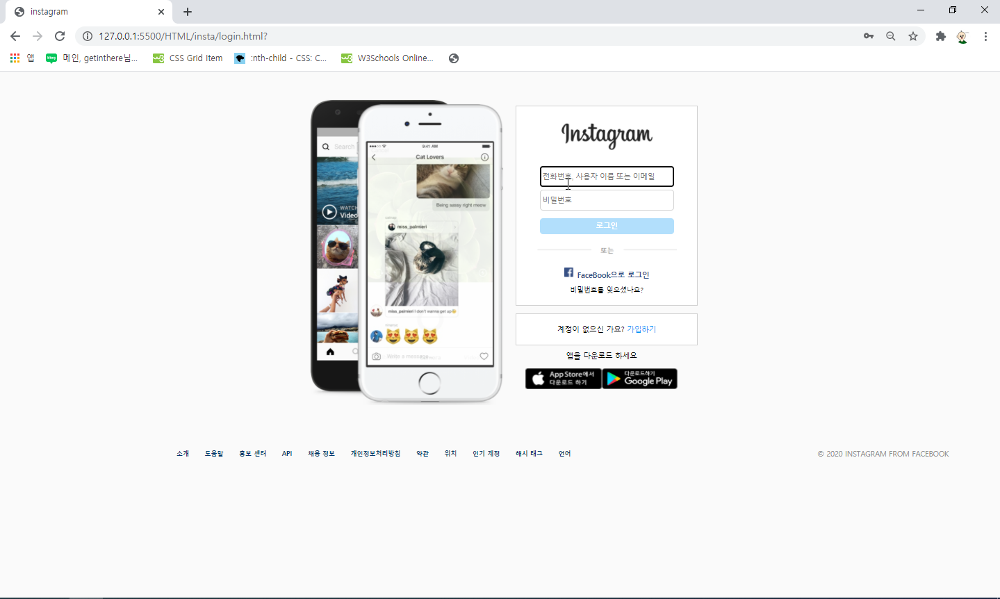 instagram
127.0.0.1:5500/HTML/insta/login.html?
앱
메인, getinthere님...
CSS Grid Item
:nth-child - CSS: C...
W3Schools Online...
Search
WATCH
Video
9:41 AM
Cat Lovers
Being sassy right meow
miss_palmieri
miss_palmieri I don't wanna get up
Write a message
Instagram
전화번호, 사용자 이름 또는 이메일
비밀번호
로그인
또는
FaceBook으로 로그인
비밀번호를 잊으셨나요?
계정이 없으신 가요? 가입하기
앱을 다운로드 하세요
App Store에서
다운로드 하기
다운로드하기
Google Play
소개 도움말 홍보 센터 API 채용 정보 개인정보처리방침 약관 위치 인기 계정 해시 태그 언어
© 2020 INSTAGRAM FROM FACEBOOK